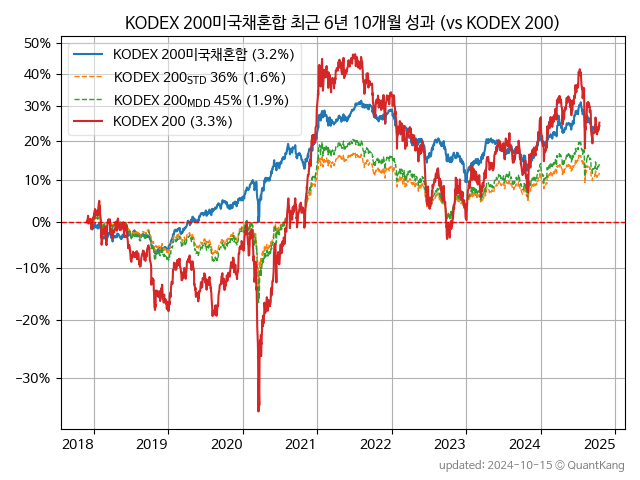 KODEX 200미국채혼합 최근 6년 10개월 성과 (vs KODEX 200)
50%
40%
30%
20%
10%
0%
−10%
−20%
−30%
KODEX 200미국채혼합 (3.2%)
KODEX 200STD 36% (1.6%)
KODEX 200MDD 45% (1.9%)
KODEX 200 (3.3%)
2018 2019 2020 2021 2022 2023 2024 2025
updated: 2024-10-15 © QuantKang